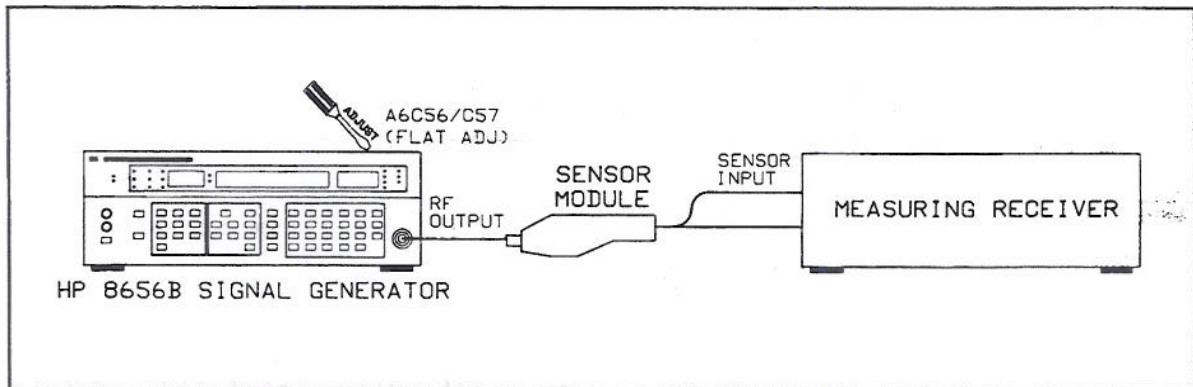 ADJUST
A6C56/C57
(FLAT ADJ)
SENSOR
MODULE
SENSOR
INPUT
RF
OUTPUT
MEASURING RECEIVER
HP 8656B SIGNAL GENERATOR